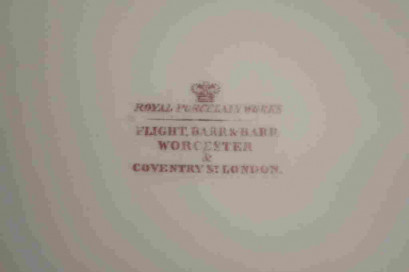 ROYAL PORCELAIN WORKS
FLIGHT, BARR & BARR
WORCESTER
&
COVENTRY ST LONDON.